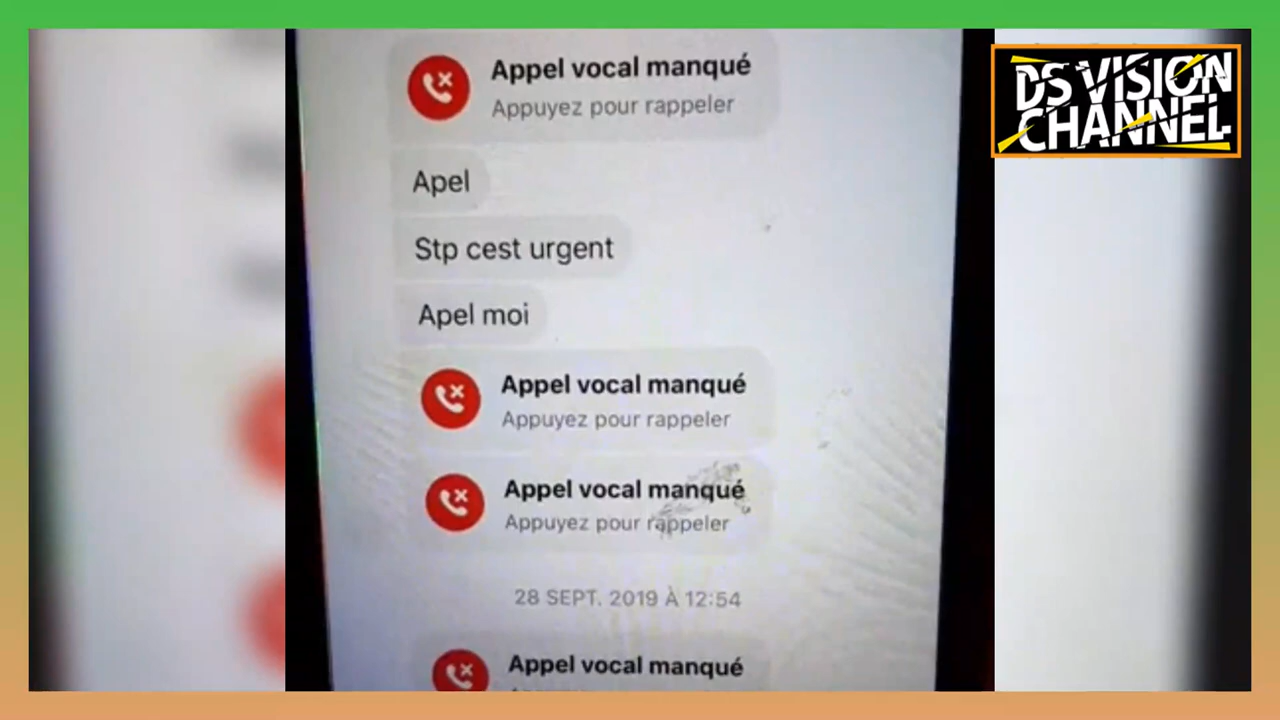 Appel vocal manqué
Appuyez pour rappeler
DS VISION
CHANNEL
Apel
Stp cest urgent
Apel moi
Appel vocal manqué
Appuyez pour rappeler
Appel vocal manqué
Appuyez pour rappeler
28 SEPT. 2019 À 12:54
Appel vocal manqué